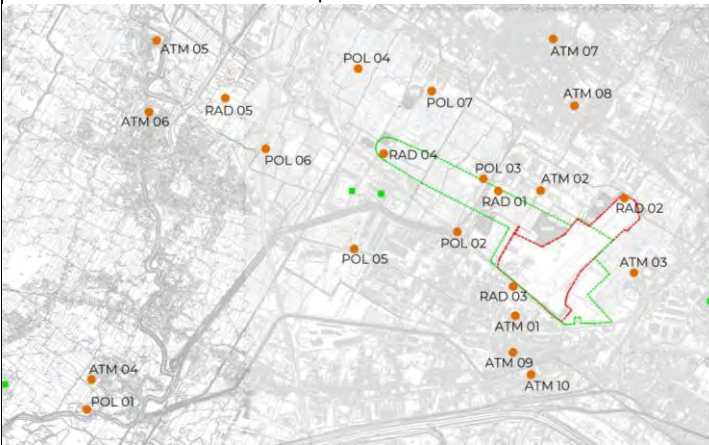 ATM 05
ATM 07
POL 04
POL 07
ATM 08
RAD 05
ATM 06
POL 06
RAD 04
POL 03
RAD 01
ATM 02
RAD 02
POL 02
POL 05
ATM 03
RAD 03
ATM 01
ATM 09
ATM 10
ATM 04
POL 01